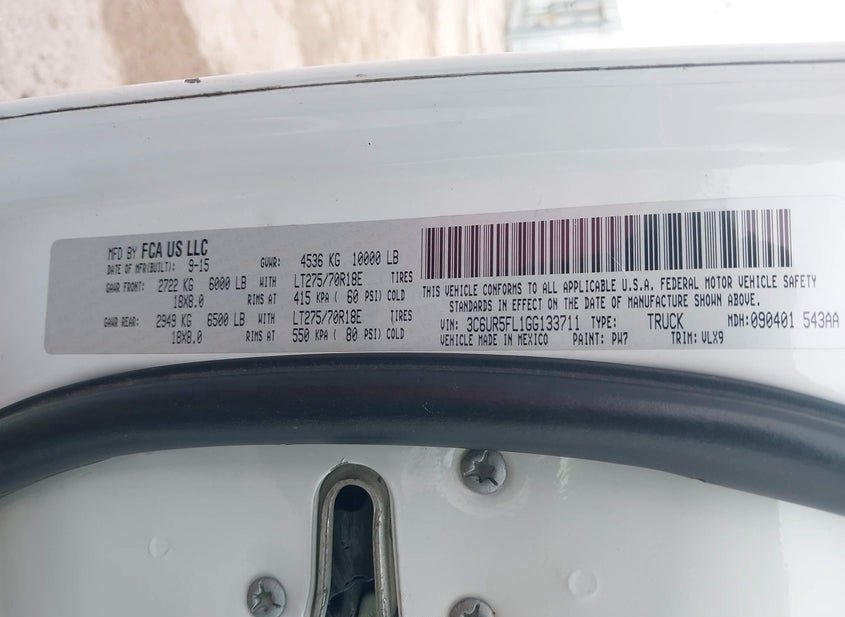 MFD BY FCA US LLC
DATE OF MFR(BUILT): 9-15 GVWR: 4536 KG 10000 LB
GAWR FRONT: 2722 KG 6000 LB WITH LT275/70R18E TIRES
18X8.0 RIMS AT 415 KPA ( 60 PSI) COLD
GAWR REAR: 2949 KG 6500 LB WITH LT275/70R18E TIRES
18X8.0 RIMS AT 550 KPA ( 80 PSI) COLD
THIS VEHICLE CONFORMS TO ALL APPLICABLE U.S.A. FEDERAL MOTOR VEHICLE SAFETY
STANDARDS IN EFFECT ON THE DATE OF MANUFACTURE SHOWN ABOVE.
VIN: 3C6UR5FL1GG133711 TYPE: TRUCK MDH:090401 543AA
VEHICLE MADE IN MEXICO PAINT: PW7 TRIM: VLX9